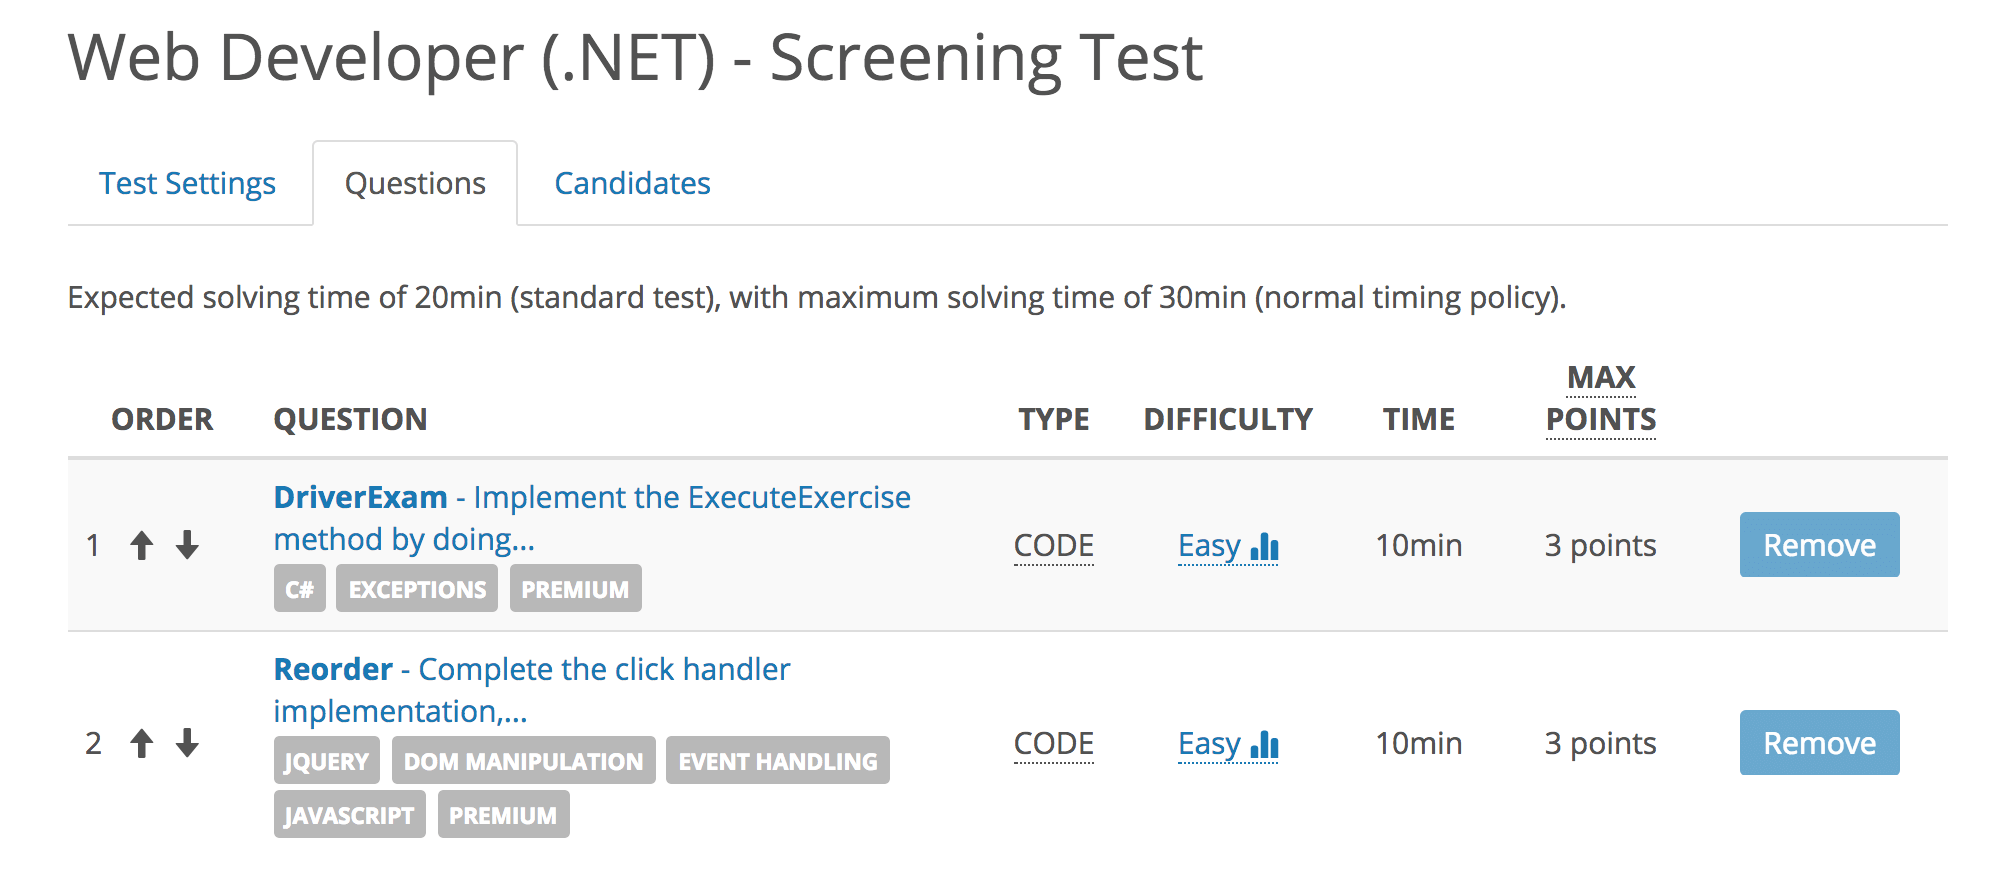 Web Developer (.NET) - Screening Test
Test Settings Questions Candidates
Expected solving time of 20min (standard test), with maximum solving time of 30min (normal timing policy).
ORDER QUESTION TYPE DIFFICULTY TIME MAX
POINTS
DriverExam - Implement the ExecuteExercise
method by doing...
1 CODE Easy 10min 3 points Remove
C# EXCEPTIONS PREMIUM
Reorder - Complete the click handler
implementation,...
2 CODE Easy 10min 3 points Remove
JQUERY DOM MANIPULATION EVENT HANDLING
JAVASCRIPT PREMIUM